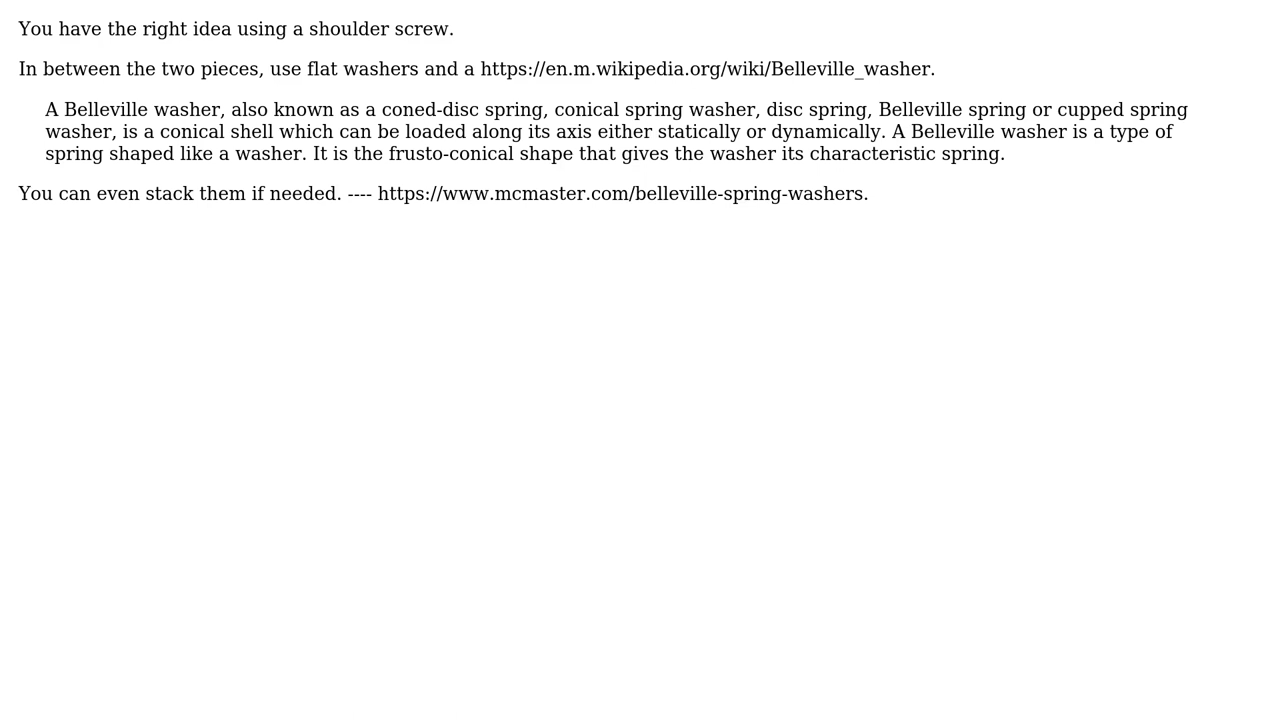 You have the right idea using a shoulder screw.
In between the two pieces, use flat washers and a https://en.m.wikipedia.org/wiki/Belleville_washer.
A Belleville washer, also known as a coned-disc spring, conical spring washer, disc spring, Belleville spring or cupped spring
washer, is a conical shell which can be loaded along its axis either statically or dynamically. A Belleville washer is a type of
spring shaped like a washer. It is the frusto-conical shape that gives the washer its characteristic spring.
You can even stack them if needed. ---- https://www.mcmaster.com/belleville-spring-washers.